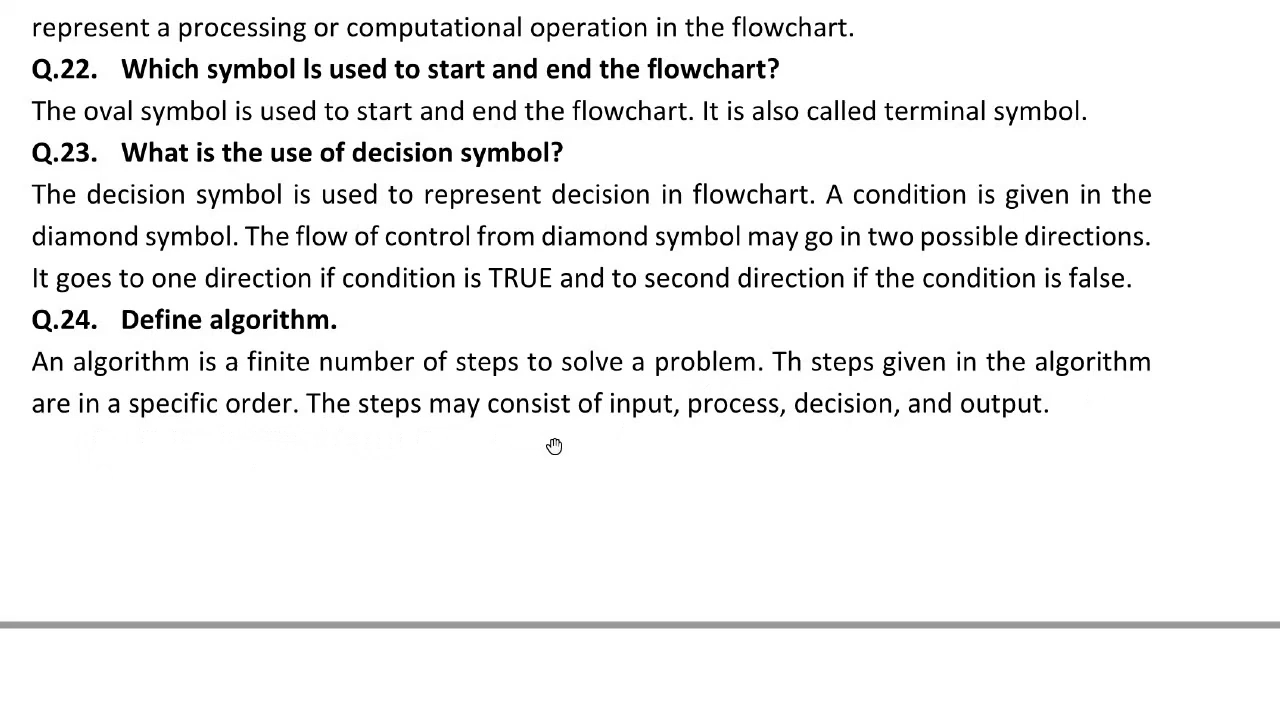 represent a processing or computational operation in the flowchart.
Q.22. Which symbol ls used to start and end the flowchart?
The oval symbol is used to start and end the flowchart. It is also called terminal symbol.
Q.23. What is the use of decision symbol?
The decision symbol is used to represent decision in flowchart. A condition is given in the
diamond symbol. The flow of control from diamond symbol may go in two possible directions.
It goes to one direction if condition is TRUE and to second direction if the condition is false.
Q.24. Define algorithm.
An algorithm is a finite number of steps to solve a problem. Th steps given in the algorithm
are in a specific order. The steps may consist of input, process, decision, and output.